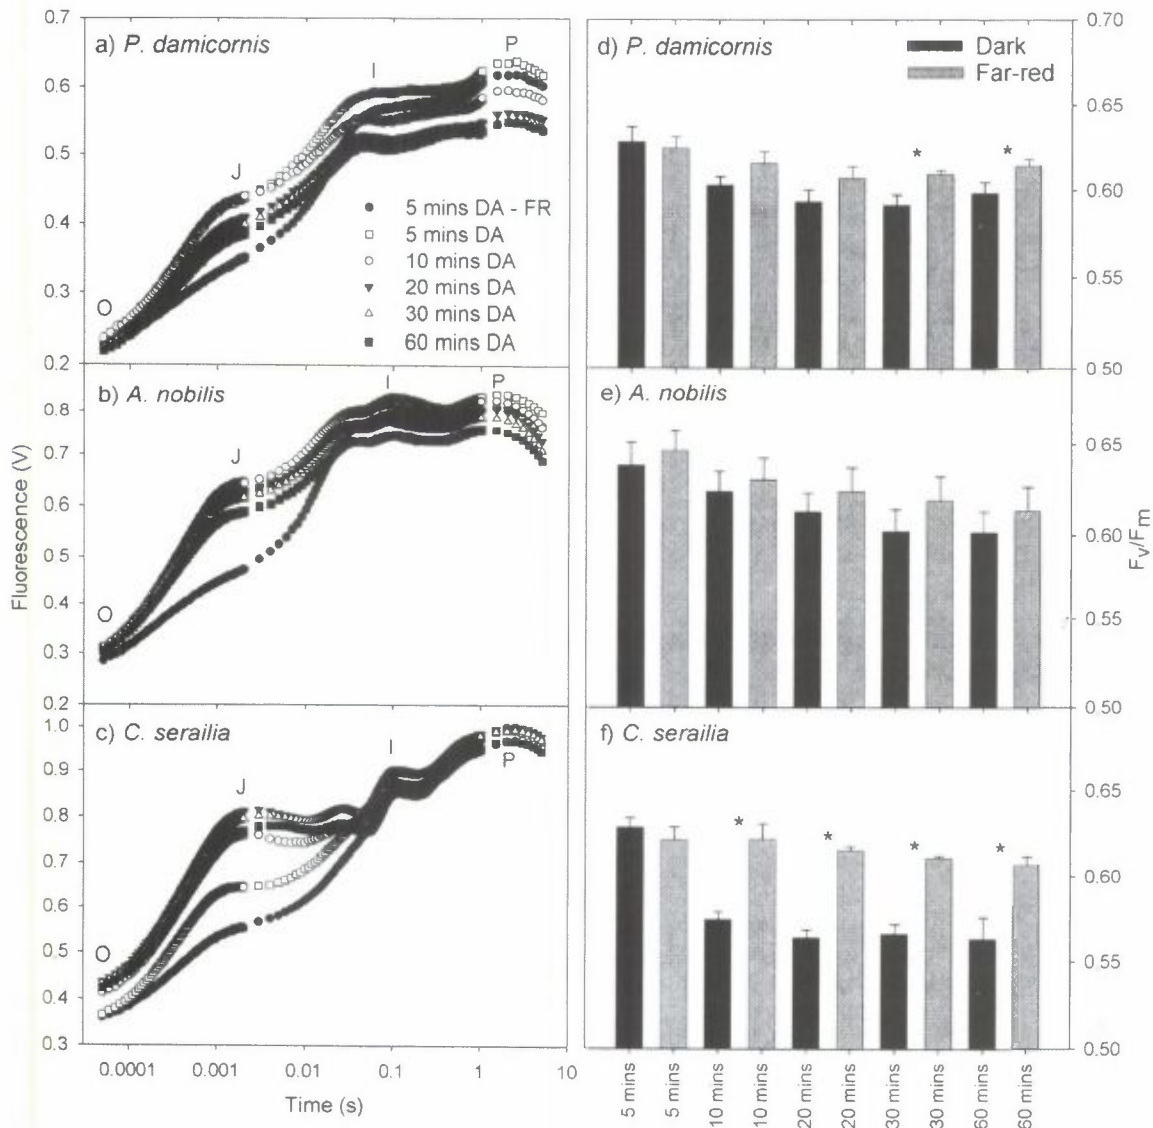 a) P. damicornis
0.7
0.6
0.5
0.4
0.3
0.2
O
J
I
P
5 mins DA - FR
5 mins DA
10 mins DA
20 mins DA
30 mins DA
60 mins DA
b) A. nobilis
0.8
0.7
0.6
0.5
0.4
0.3
0.2
O
J
I
P
c) C. serailia
1.0
0.9
0.8
0.7
0.6
0.5
0.4
0.3
O
J
I
P
Fluorescence (V)
0.0001
0.001
0.01
0.1
1
10
Time (s)
d) P. damicornis
Dark
Far-red
* *
0.70
0.65
0.60
0.55
0.50
e) A. nobilis
0.65
0.60
0.55
0.50
f) C. serailia
* * * *
0.65
0.60
0.55
0.50
Fv/Fm
5 mins
5 mins
10 mins
10 mins
20 mins
20 mins
30 mins
30 mins
60 mins
60 mins